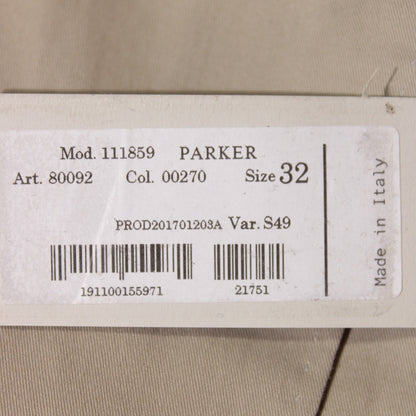 Mod. 111859 PARKER
Art. 80092 Col. 00270 Size 32
PROD201701203A Var. S49
191100155971 21751
Made in Italy